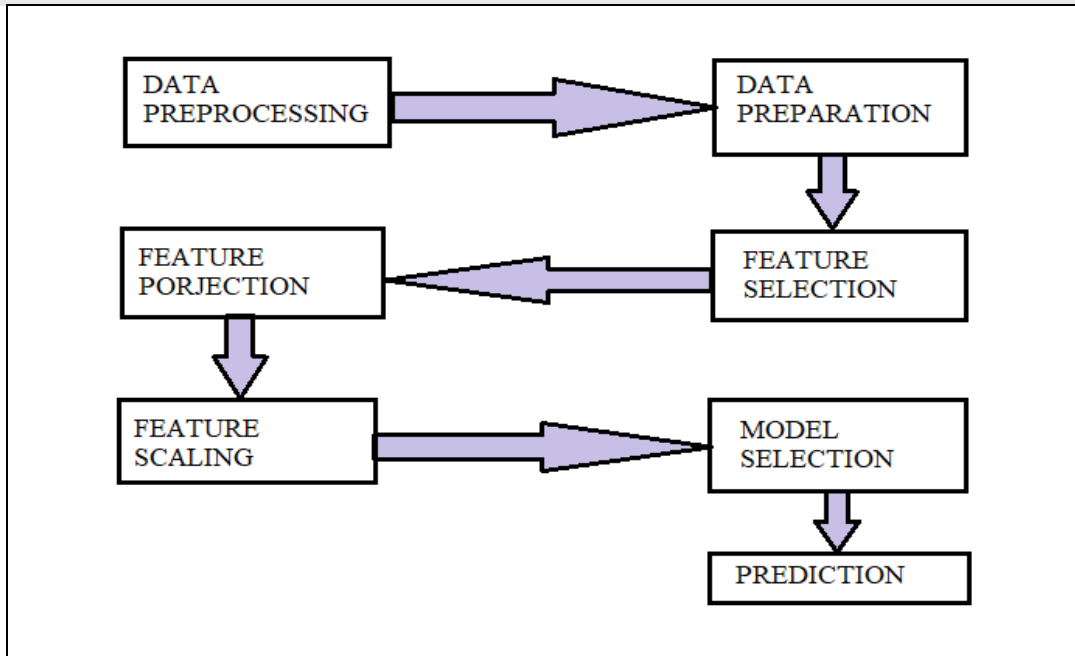 DATA
PREPROCESSING
DATA
PREPARATION
FEATURE
SELECTION
FEATURE
PORJECTION
FEATURE
SCALING
MODEL
SELECTION
PREDICTION